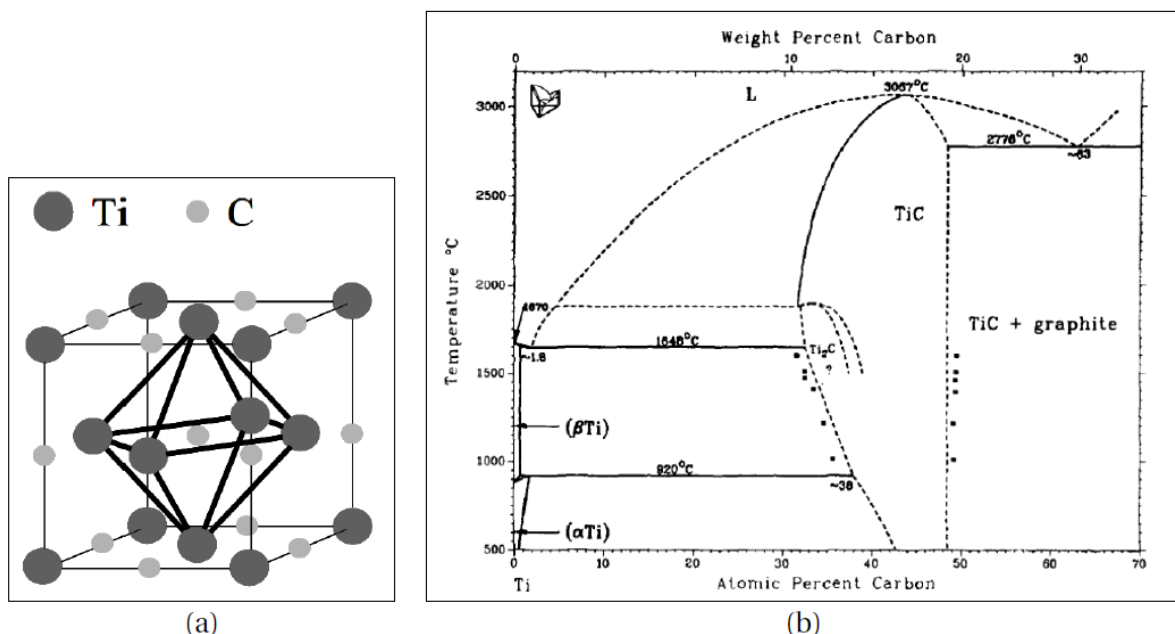 Ti C
(a)
Weight Percent Carbon
0 10 20 30
3067°C
L
3000
2776°C
~63
2500
TiC
Temperature °C
2000
1670
TiC + graphite
1648°C
~1.8
Ti₂C
?
1500
(βTi)
920°C
1000
~38
(αTi)
500
0 10 20 30 40 50 60 70
Ti
Atomic Percent Carbon
(b)